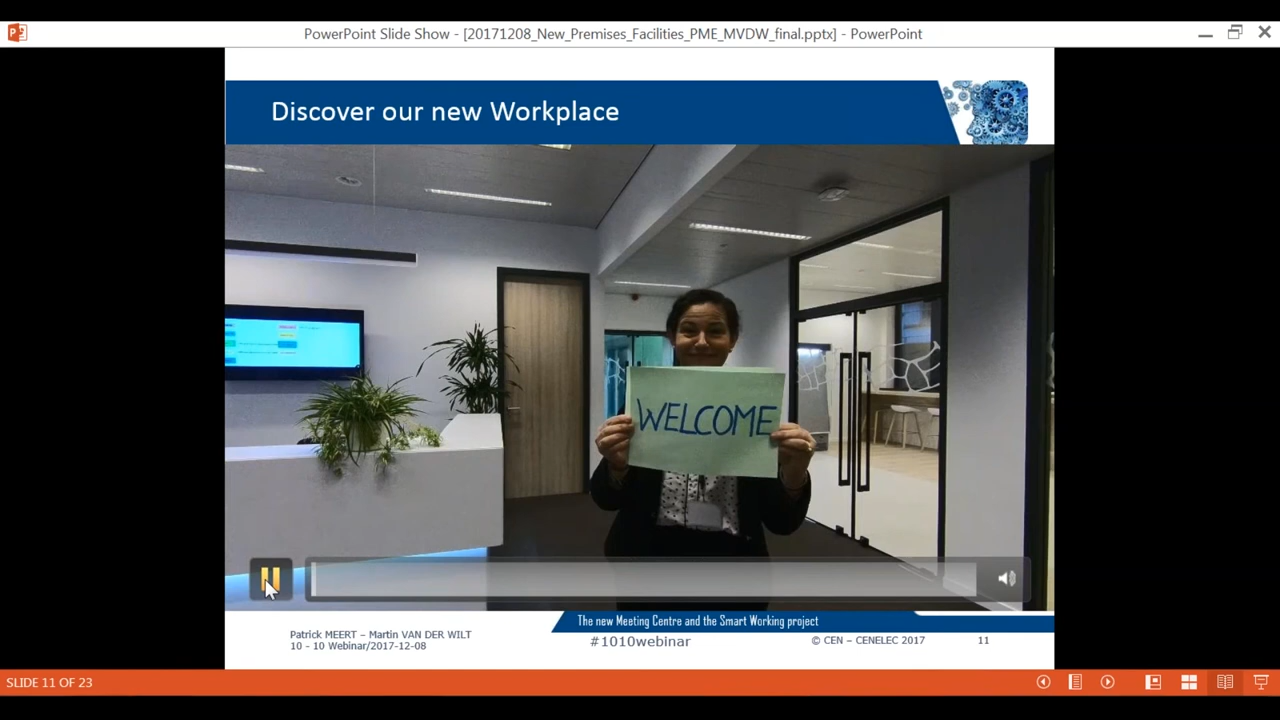 PowerPoint Slide Show - [20171208_New_Premises_Facilities_PME_MVDW_final.pptx] - PowerPoint
Discover our new Workplace
WELCOME
The new Meeting Centre and the Smart Working project
Patrick MEERT – Martin VAN DER WILT
10 - 10 Webinar/2017-12-08
#1010webinar
© CEN – CENELEC 2017
11
SLIDE 11 OF 23